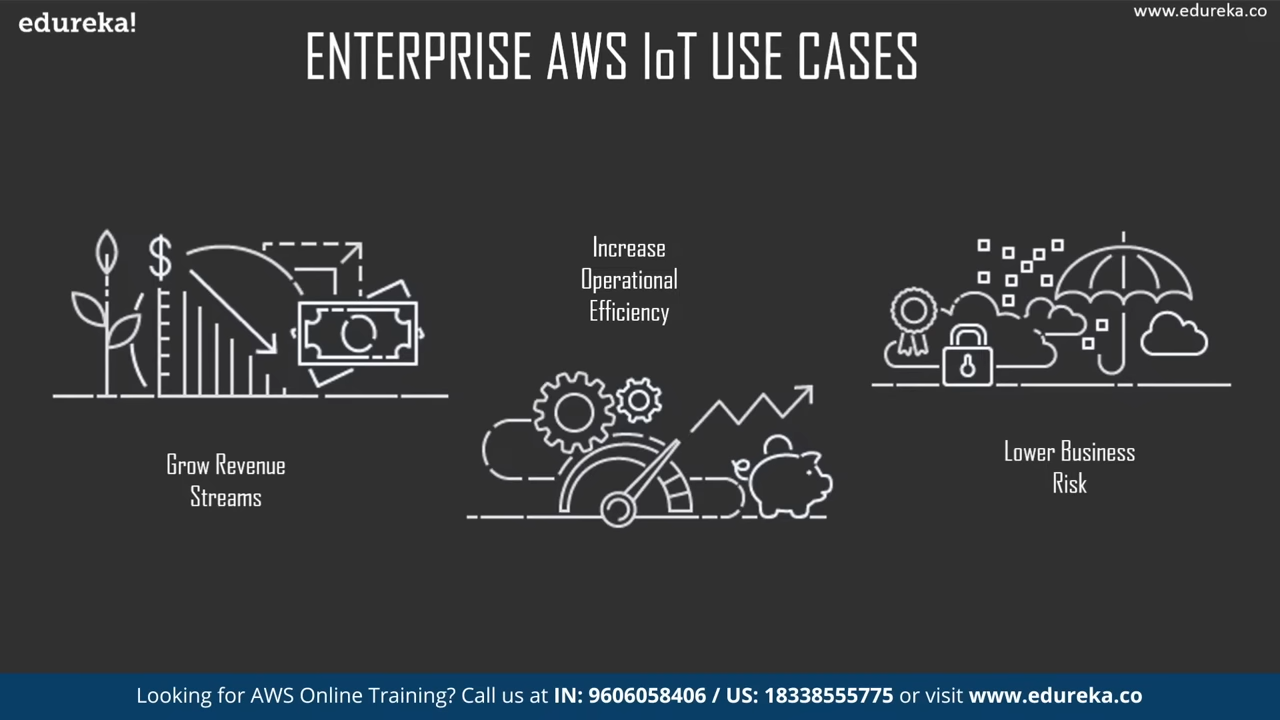 edureka!
www.edureka.co
ENTERPRISE AWS IoT USE CASES
Increase
Operational
Efficiency
$
Grow Revenue
Streams
Lower Business
Risk
Looking for AWS Online Training? Call us at IN: 9606058406 / US: 18338555775 or visit www.edureka.co